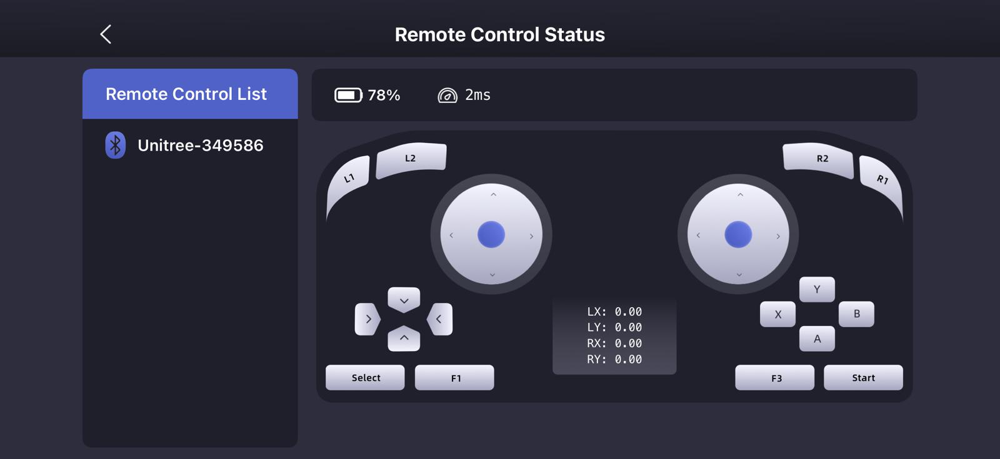 Remote Control Status
Remote Control List
Unitree-349586
78%
2ms
L1
L2
R2
R1
LX: 0.00
LY: 0.00
RX: 0.00
RY: 0.00
Y
X
B
A
Select
F1
F3
Start